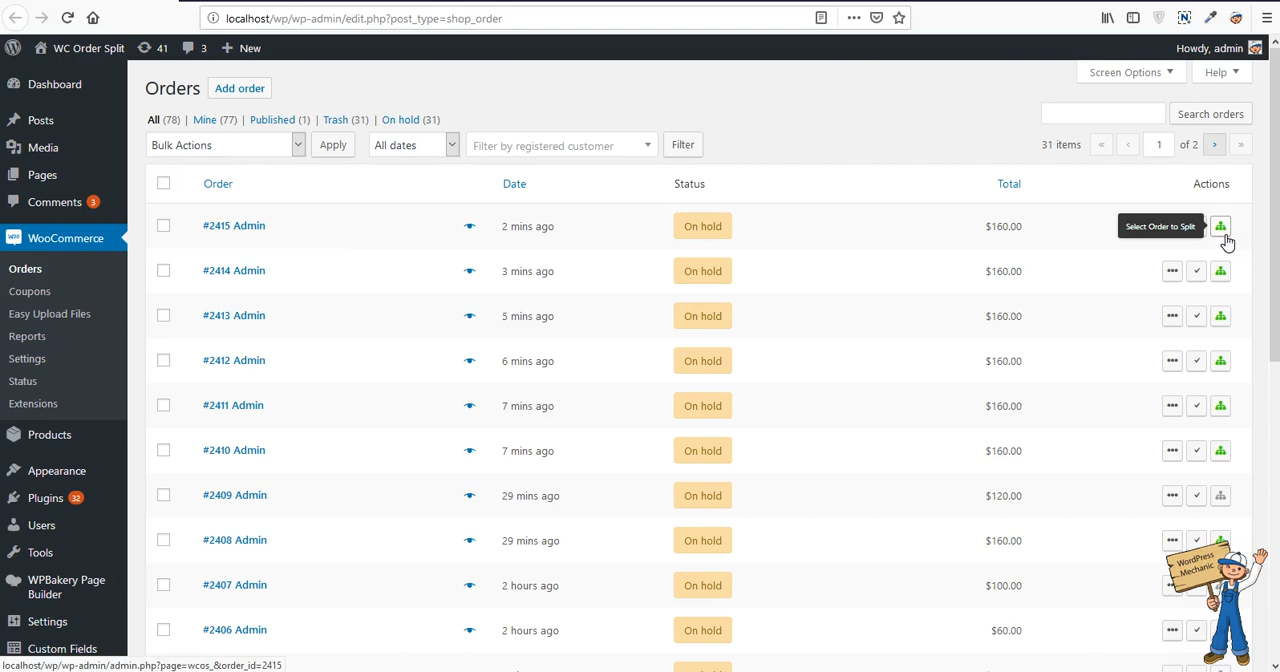 localhost/wp/wp-admin/edit.php?post_type=shop_order
WC Order Split 41 3 + New
Howdy, admin
Dashboard
Posts
Media
Pages
Comments 3
WooCommerce
Orders
Coupons
Easy Upload Files
Reports
Settings
Status
Extensions
Products
Appearance
Plugins 32
Users
Tools
WPBakery Page
Builder
Settings
Custom Fields
Screen Options Help
Orders Add order
All (78) | Mine (77) | Published (1) | Trash (31) | On hold (31)
Search orders
Bulk Actions Apply All dates Filter by registered customer Filter
31 items « ‹ 1 of 2 › »
Order Date Status Total Actions
#2415 Admin 2 mins ago On hold $160.00 Select Order to Split
#2414 Admin 3 mins ago On hold $160.00
#2413 Admin 5 mins ago On hold $160.00
#2412 Admin 6 mins ago On hold $160.00
#2411 Admin 7 mins ago On hold $160.00
#2410 Admin 7 mins ago On hold $160.00
#2409 Admin 29 mins ago On hold $120.00
#2408 Admin 29 mins ago On hold $160.00
#2407 Admin 2 hours ago On hold $100.00
#2406 Admin 2 hours ago On hold $60.00
WordPress
Mechanic
localhost/wp/wp-admin/admin.php?page=wcos_&order_id=2415